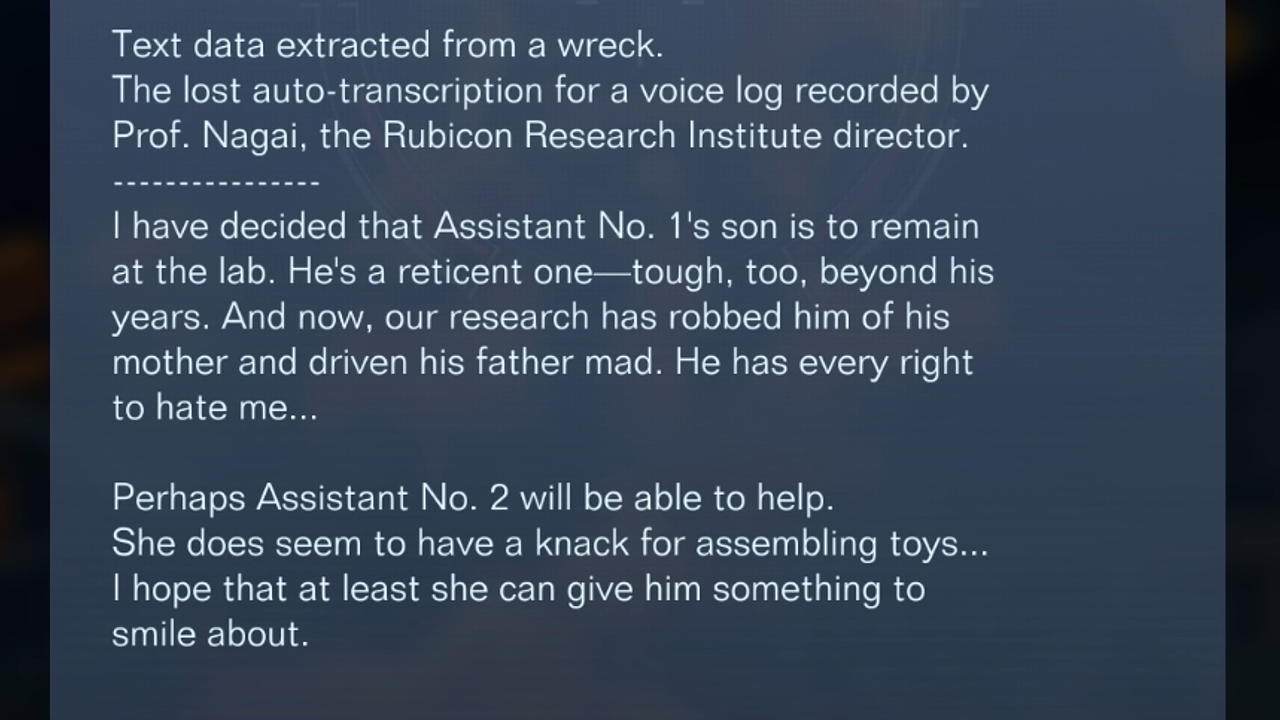 Text data extracted from a wreck.
The lost auto-transcription for a voice log recorded by
Prof. Nagai, the Rubicon Research Institute director.
----------------
I have decided that Assistant No. 1's son is to remain
at the lab. He's a reticent one—tough, too, beyond his
years. And now, our research has robbed him of his
mother and driven his father mad. He has every right
to hate me...

Perhaps Assistant No. 2 will be able to help.
She does seem to have a knack for assembling toys...
I hope that at least she can give him something to
smile about.